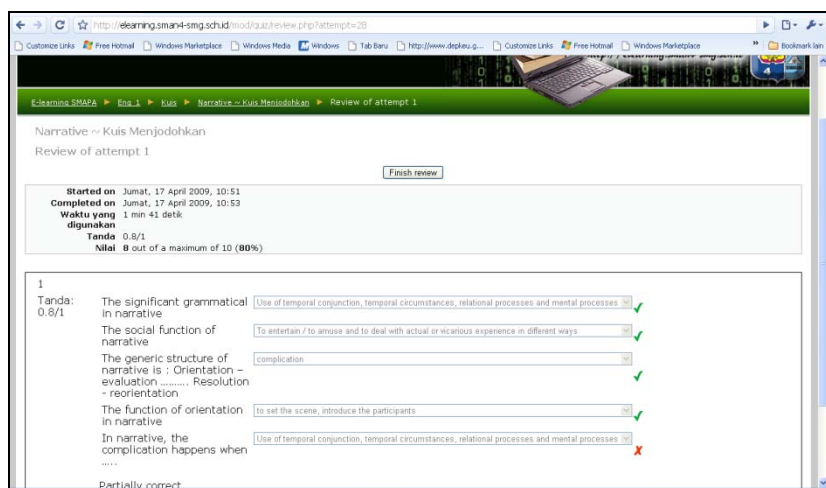 http://elearning.sman4-smg.sch.id/mod/quiz/review.php?attempt=28
Customize Links Free Hotmail Windows Marketplace Windows Media Windows Tab Baru http://www.depkeu.g... Customize Links Free Hotmail Windows Marketplace » Bookmark lain
E-learning SMAPA ► Eng_1 ► Kuis ► Narrative ~ Kuis Menjodohkan ► Review of attempt 1
Narrative ~ Kuis Menjodohkan
Review of attempt 1
Finish review
Started on Jumat, 17 April 2009, 10:51
Completed on Jumat, 17 April 2009, 10:53
Waktu yang 1 min 41 detik
digunakan
Tanda 0.8/1
Nilai 8 out of a maximum of 10 (80%)
1
Tanda: The significant grammatical Use of temporal conjunction, temporal circumstances, relational processes and mental processes
0.8/1 in narrative
The social function of To entertain / to amuse and to deal with actual or vicarious experience in different ways
narrative
The generic structure of complication
narrative is : Orientation –
evaluation .......... Resolution
- reorientation
The function of orientation to set the scene, introduce the participants
in narrative
In narrative, the Use of temporal conjunction, temporal circumstances, relational processes and mental processes
complication happens when
.....
Partially correct